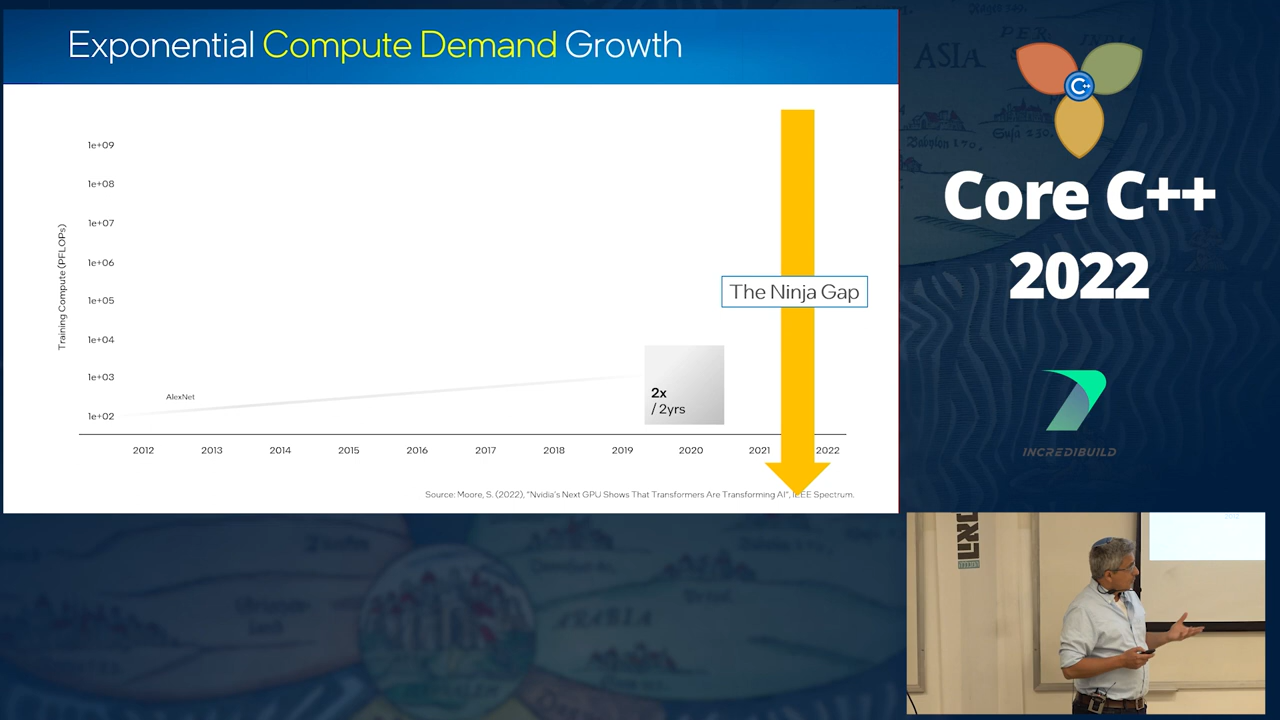 Exponential Compute Demand Growth
1e+09
1e+08
1e+07
1e+06
1e+05
1e+04
1e+03
1e+02
Training Compute (PFLOPs)
AlexNet
2x
/ 2yrs
The Ninja Gap
2012 2013 2014 2015 2016 2017 2018 2019 2020 2021 2022
Source: Moore, S. (2022), "Nvidia's Next GPU Shows That Transformers Are Transforming AI", IEEE Spectrum.
ASIA
C++
Core C++
2022
INCREDIBUILD
ARABIA